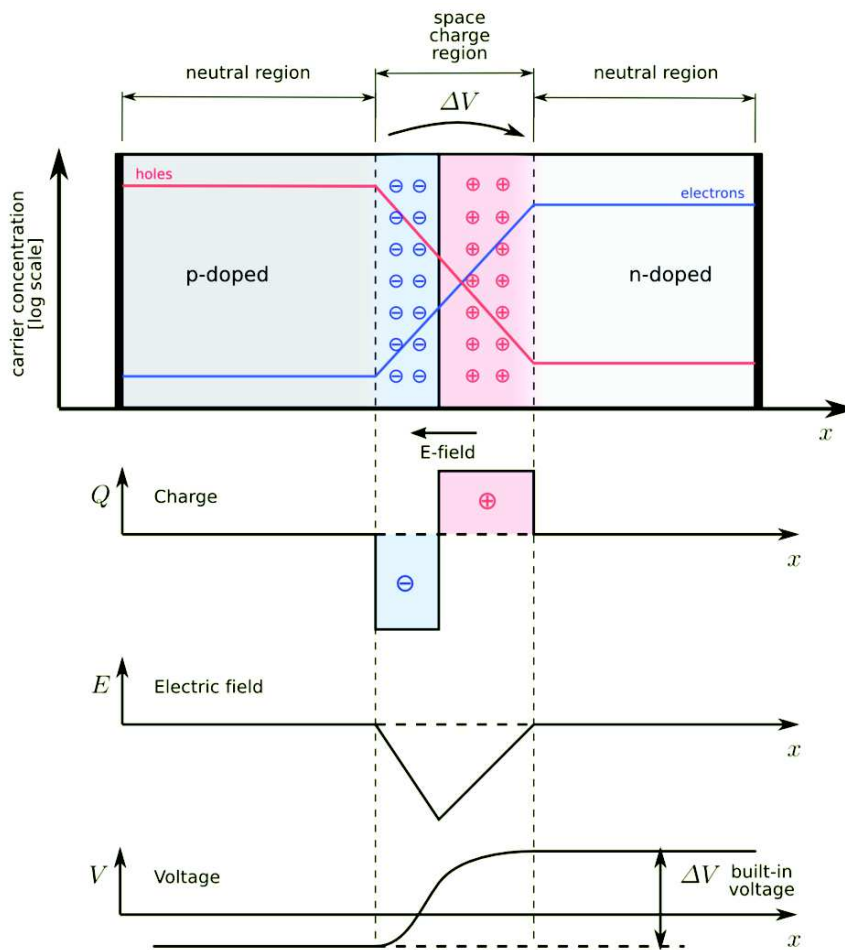 space
charge
region
neutral region
neutral region
ΔV
holes
electrons
carrier concentration
[log scale]
p-doped
n-doped
x
E-field
Q
Charge
x
E
Electric field
x
V
Voltage
ΔV
built-in
voltage
x